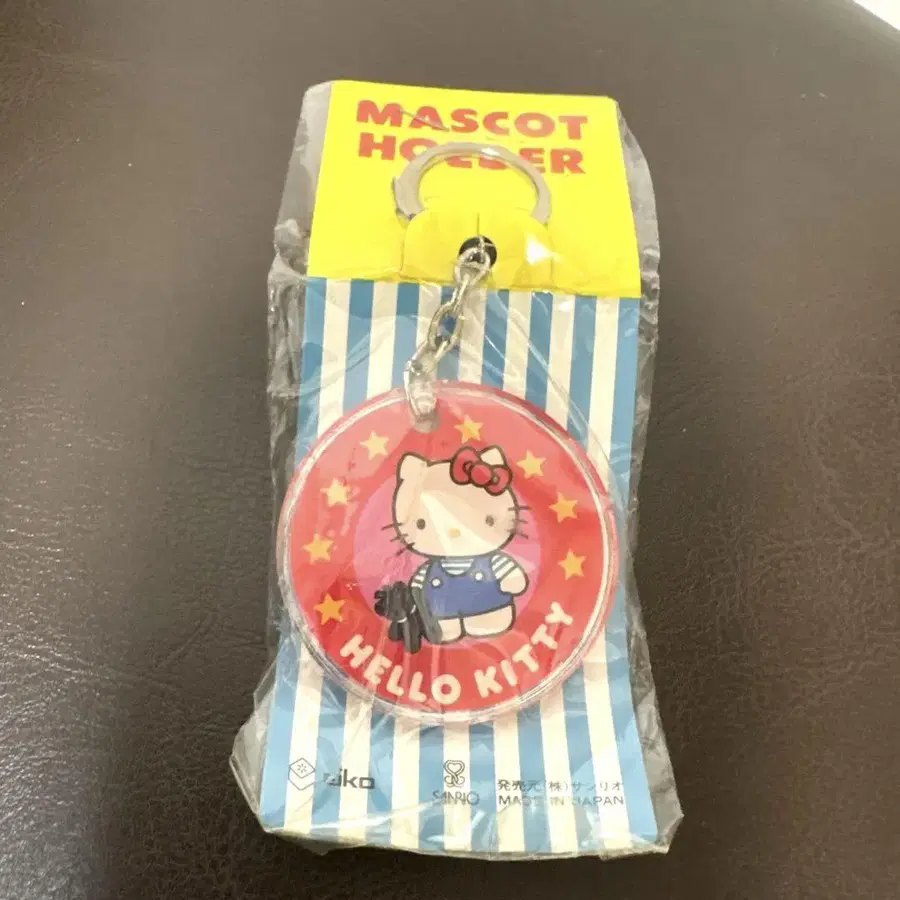 MASCOT
HOLDER
HELLO KITTY
SANRIO
発売元(株)サンリオ
MADE IN JAPAN